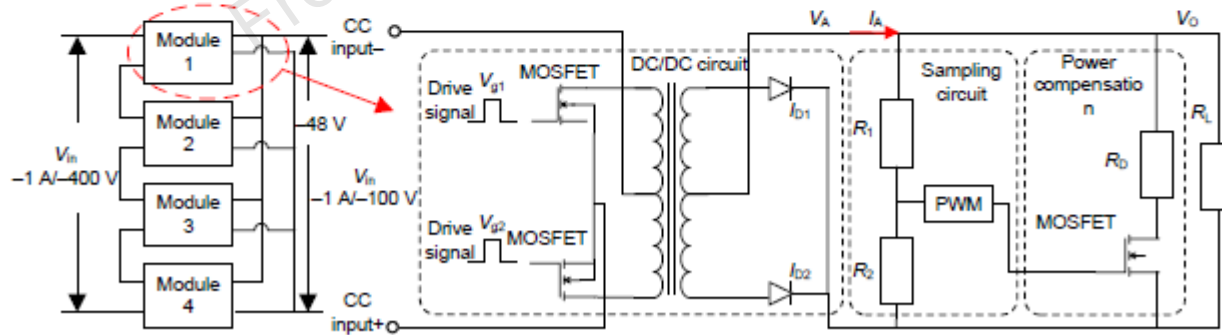 Module
1
Module
2
Module
3
Module
4
Vin
–1 A/–400 V
–48 V
Vin
–1 A/–100 V
CC
input–
CC
input+
Drive Vg1
signal
MOSFET
Drive Vg2
signal
MOSFET
DC/DC circuit
ID1
ID2
VA
IA
VO
Sampling
circuit
R1
R2
PWM
Power
compensatio
n
RD
MOSFET
RL